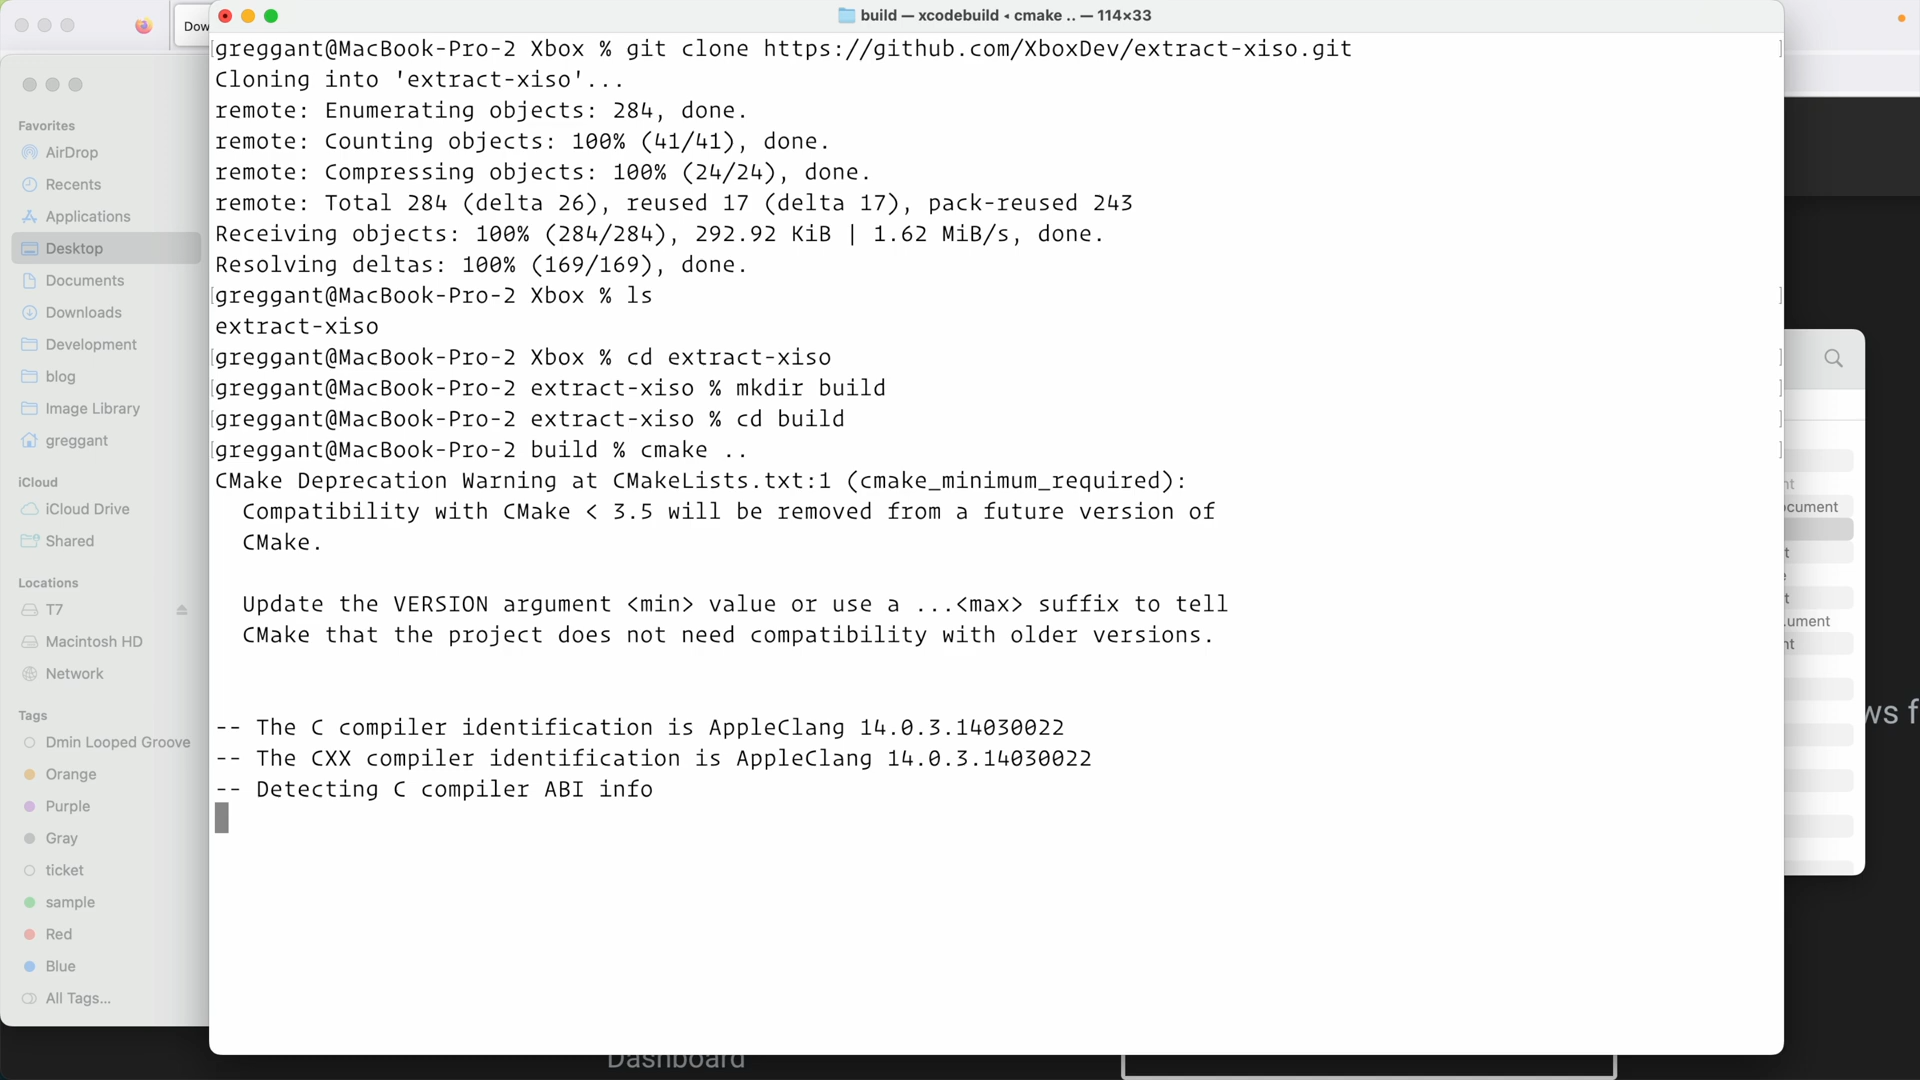 build — xcodebuild ◂ cmake .. — 114×33
greggant@MacBook-Pro-2 Xbox % git clone https://github.com/XboxDev/extract-xiso.git
Cloning into 'extract-xiso'...
remote: Enumerating objects: 284, done.
remote: Counting objects: 100% (41/41), done.
remote: Compressing objects: 100% (24/24), done.
remote: Total 284 (delta 26), reused 17 (delta 17), pack-reused 243
Receiving objects: 100% (284/284), 292.92 KiB | 1.62 MiB/s, done.
Resolving deltas: 100% (169/169), done.
greggant@MacBook-Pro-2 Xbox % ls
extract-xiso
greggant@MacBook-Pro-2 Xbox % cd extract-xiso
greggant@MacBook-Pro-2 extract-xiso % mkdir build
greggant@MacBook-Pro-2 extract-xiso % cd build
greggant@MacBook-Pro-2 build % cmake ..
CMake Deprecation Warning at CMakeLists.txt:1 (cmake_minimum_required):
Compatibility with CMake < 3.5 will be removed from a future version of
CMake.
Update the VERSION argument <min> value or use a ...<max> suffix to tell
CMake that the project does not need compatibility with older versions.
-- The C compiler identification is AppleClang 14.0.3.14030022
-- The CXX compiler identification is AppleClang 14.0.3.14030022
-- Detecting C compiler ABI info
Favorites
AirDrop
Recents
Applications
Desktop
Documents
Downloads
Development
blog
Image Library
greggant
iCloud
iCloud Drive
Shared
Locations
T7
Macintosh HD
Network
Tags
Dmin Looped Groove
Orange
Purple
Gray
ticket
sample
Red
Blue
All Tags...
Dashboard